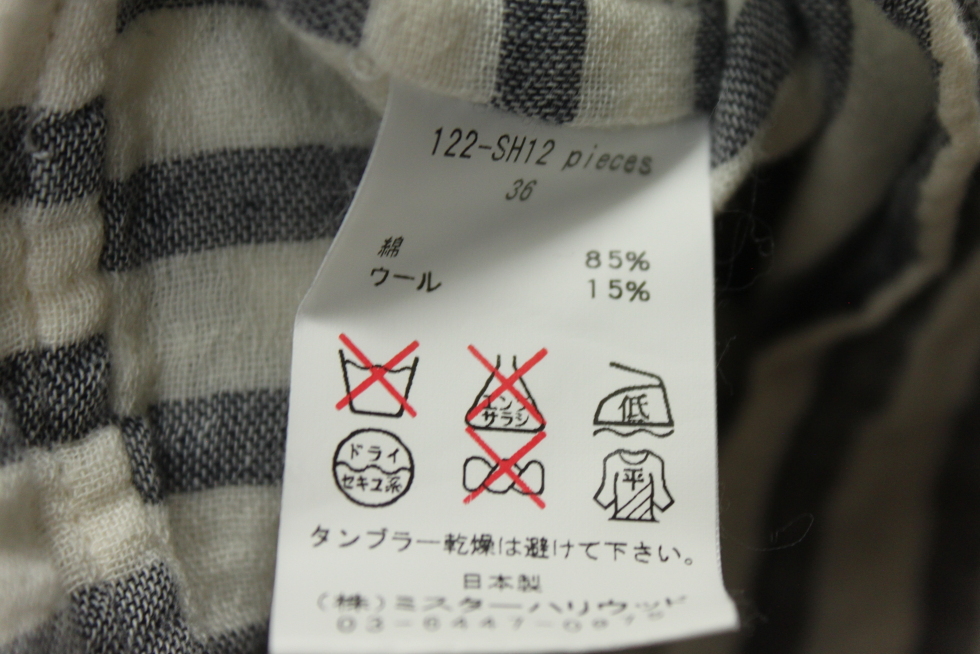 122-SH12 pieces
36
綿 85%
ウール 15%
エンソ
サラシ
低
ドライ
セキユ系
平
タンブラー乾燥は避けて下さい。
日本製
(株)ミスターハリウッド